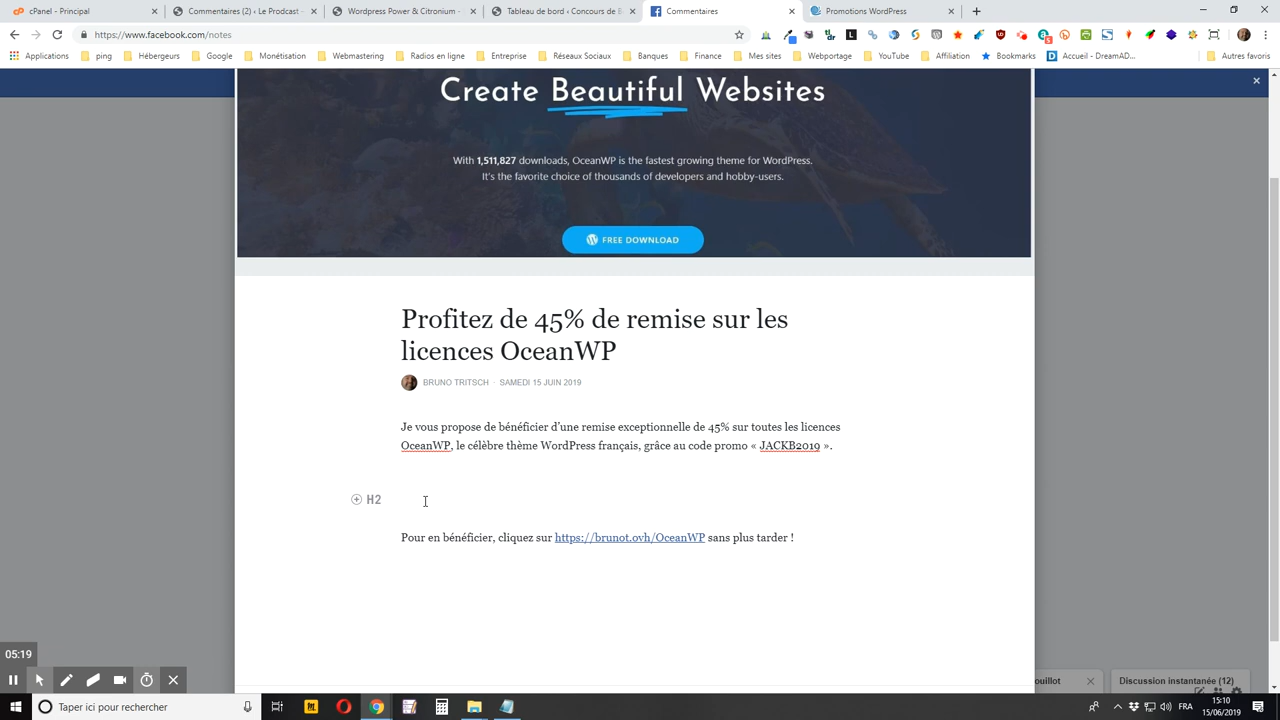 cPanel - Principal
Commentaires (2) ‹ Le Prodcast -
Wordpress Power & Citronium -
Tableau de bord ‹ Concours de B
Commentaires
Promotions WordPress
https://www.facebook.com/notes
Applications ping Hébergeurs Google Monétisation Webmastering Radios en ligne Entreprise Réseaux Sociaux Banques Finance Mes sites Webportage YouTube Affiliation Bookmarks Accueil - DreamAD... Autres favoris
Create Beautiful Websites
With 1,511,827 downloads, OceanWP is the fastest growing theme for WordPress.
It's the favorite choice of thousands of developers and hobby-users.
FREE DOWNLOAD
Profitez de 45% de remise sur les
licences OceanWP
BRUNO TRITSCH · SAMEDI 15 JUIN 2019
Je vous propose de bénéficier d'une remise exceptionnelle de 45% sur toutes les licences
OceanWP, le célèbre thème WordPress français, grâce au code promo « JACKB2019 ».
H2
Pour en bénéficier, cliquez sur https://brunot.ovh/OceanWP sans plus tarder !
05:19
ouillot
Discussion instantanée (12)
Taper ici pour rechercher
FRA
15:10
15/06/2019